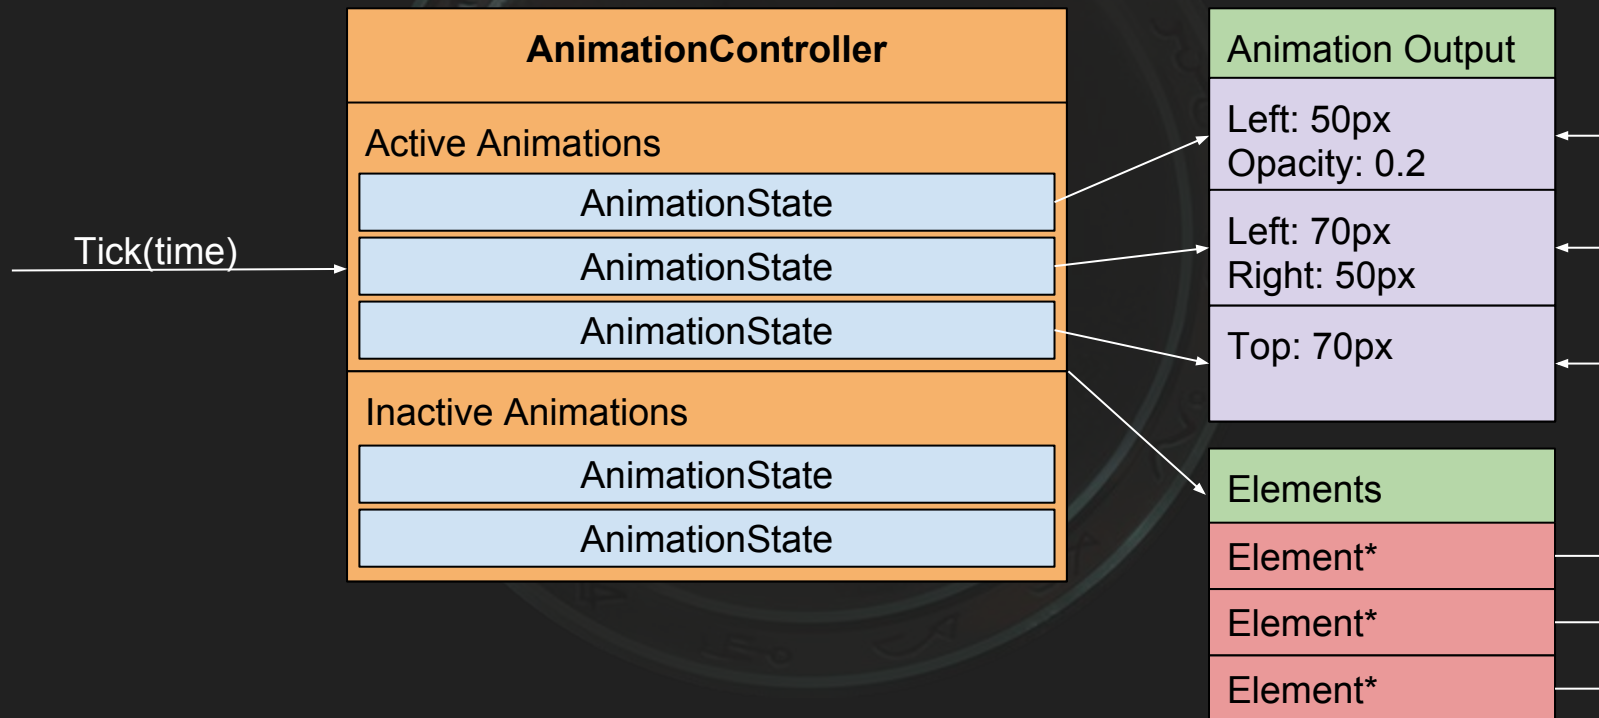 Tick(time)
AnimationController
Active Animations
AnimationState
AnimationState
AnimationState
Inactive Animations
AnimationState
AnimationState
Animation Output
Left: 50px
Opacity: 0.2
Left: 70px
Right: 50px
Top: 70px
Elements
Element*
Element*
Element*